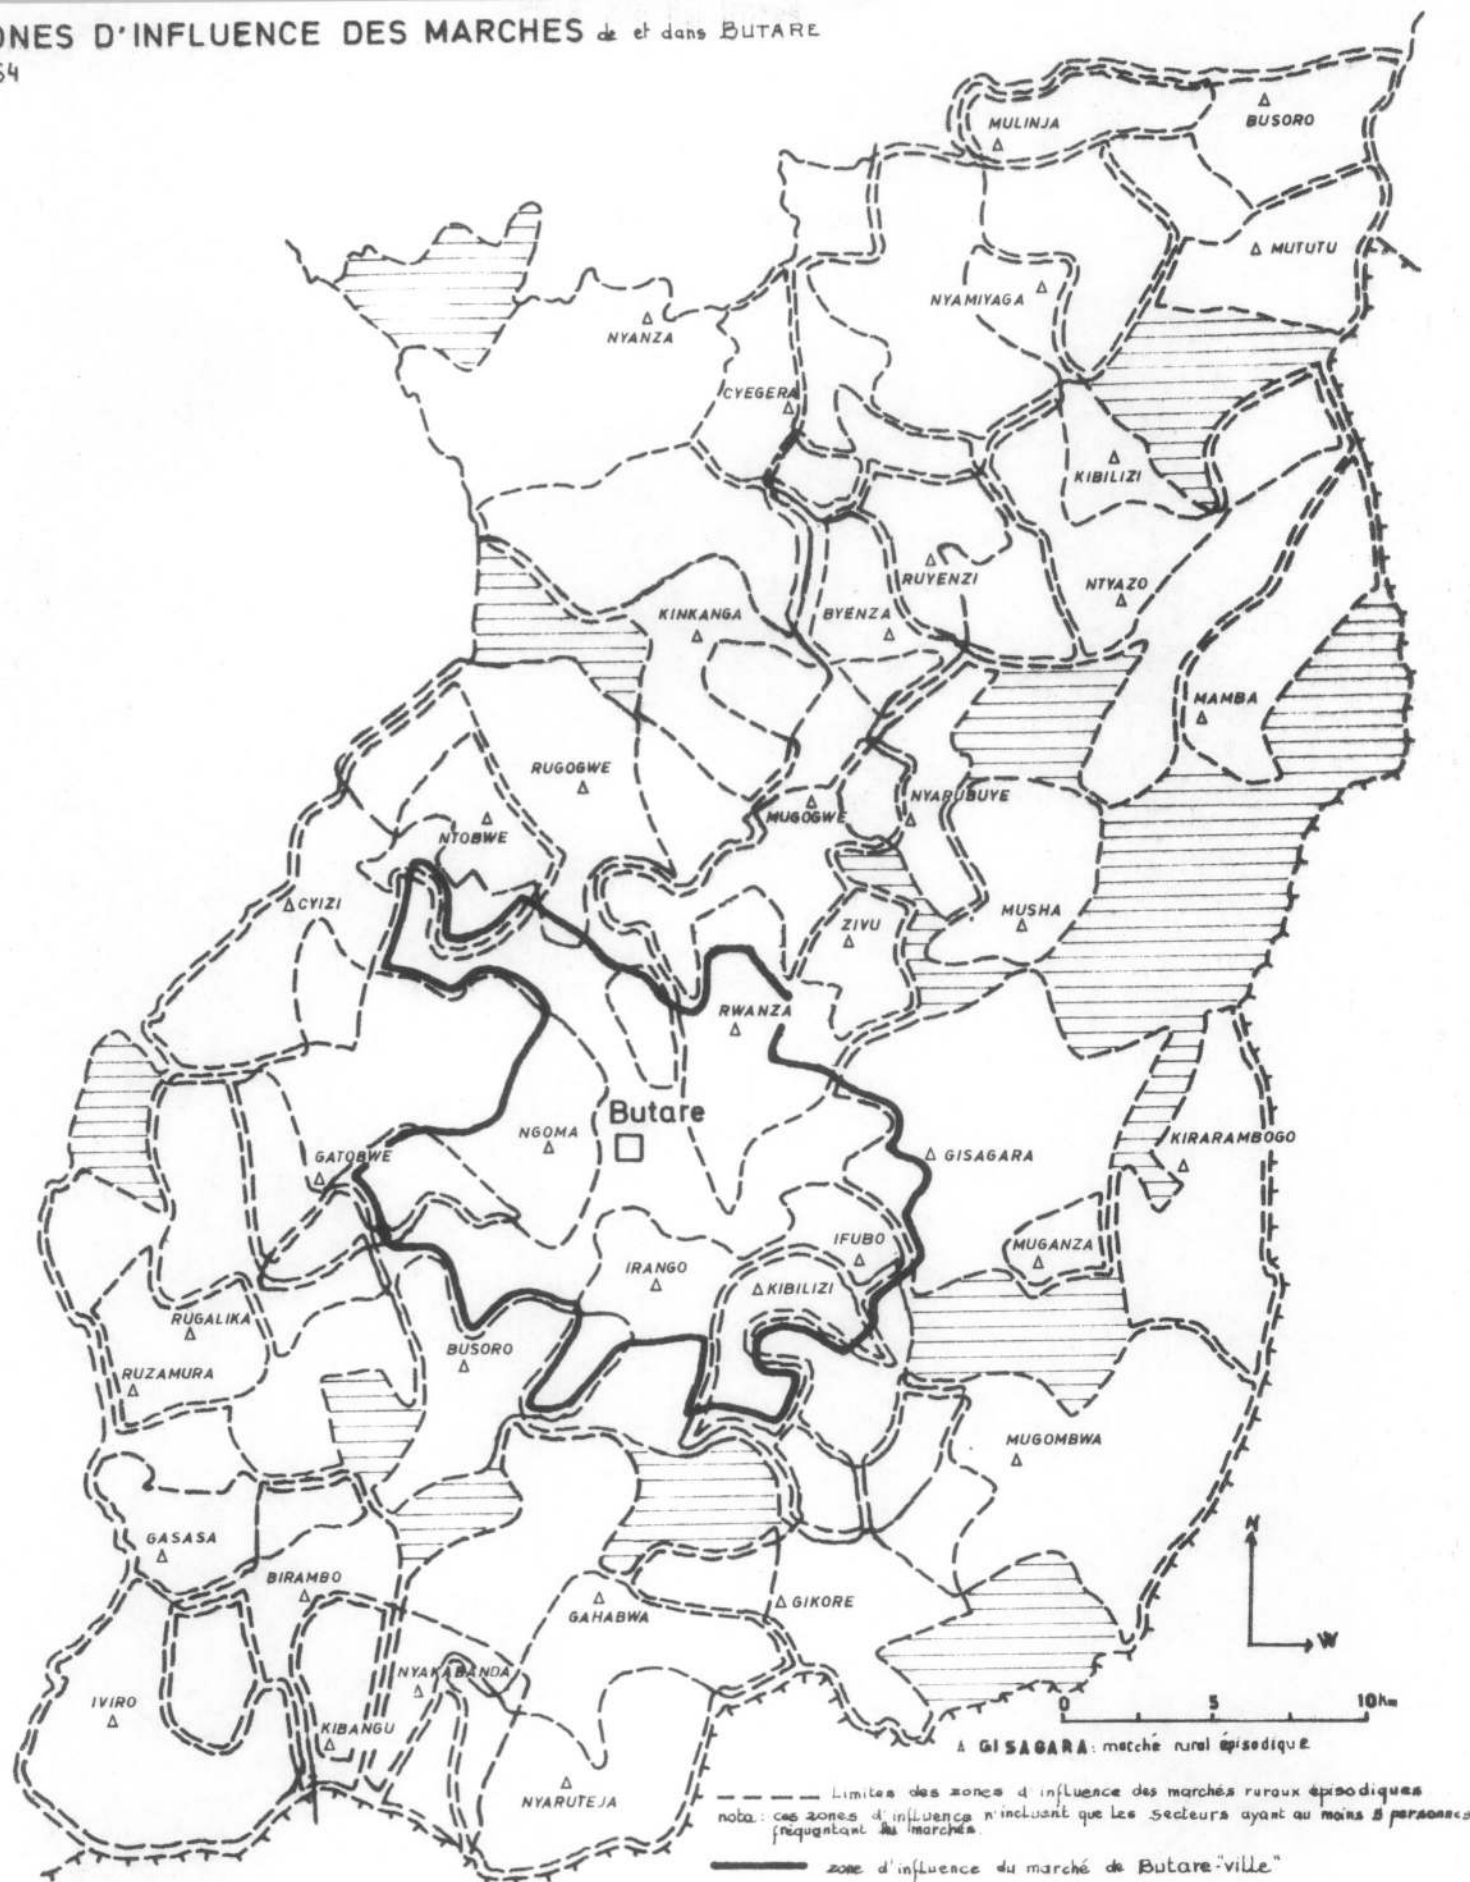 ONES D'INFLUENCE DES MARCHES de et dans BUTARE
64
MULINJA
BUSORO
MUTUTU
NYAMIYAGA
NYANZA
CYEGERA
KIBILIZI
RUYENZI
NTYAZO
KINKANGA
BYENZA
MAMBA
RUGOGWE
NYARUBUYE
MUGOGWE
NTOBWE
CYIZI
MUSHA
ZIVU
RWANZA
Butare
NGOMA
KIRARAMBOGO
GATOBWE
GISAGARA
IFUBO
MUGANZA
IRANGO
KIBILIZI
RUGALIKA
BUSORO
RUZAMURA
MUGOMBWA
N
GASASA
BIRAMBO
GIKORE
GAHABWA
W
NYAKABANDA
IVIRO
0 5 10 km
KIBANGU
GISAGARA: marché rural épisodique
NYARUTEJA
Limites des zones d'influence des marchés ruraux épisodiques
nota: ces zones d'influence n'incluant que les secteurs ayant au moins 5 personnes
fréquentant les marchés.
zone d'influence du marché de Butare-"ville"